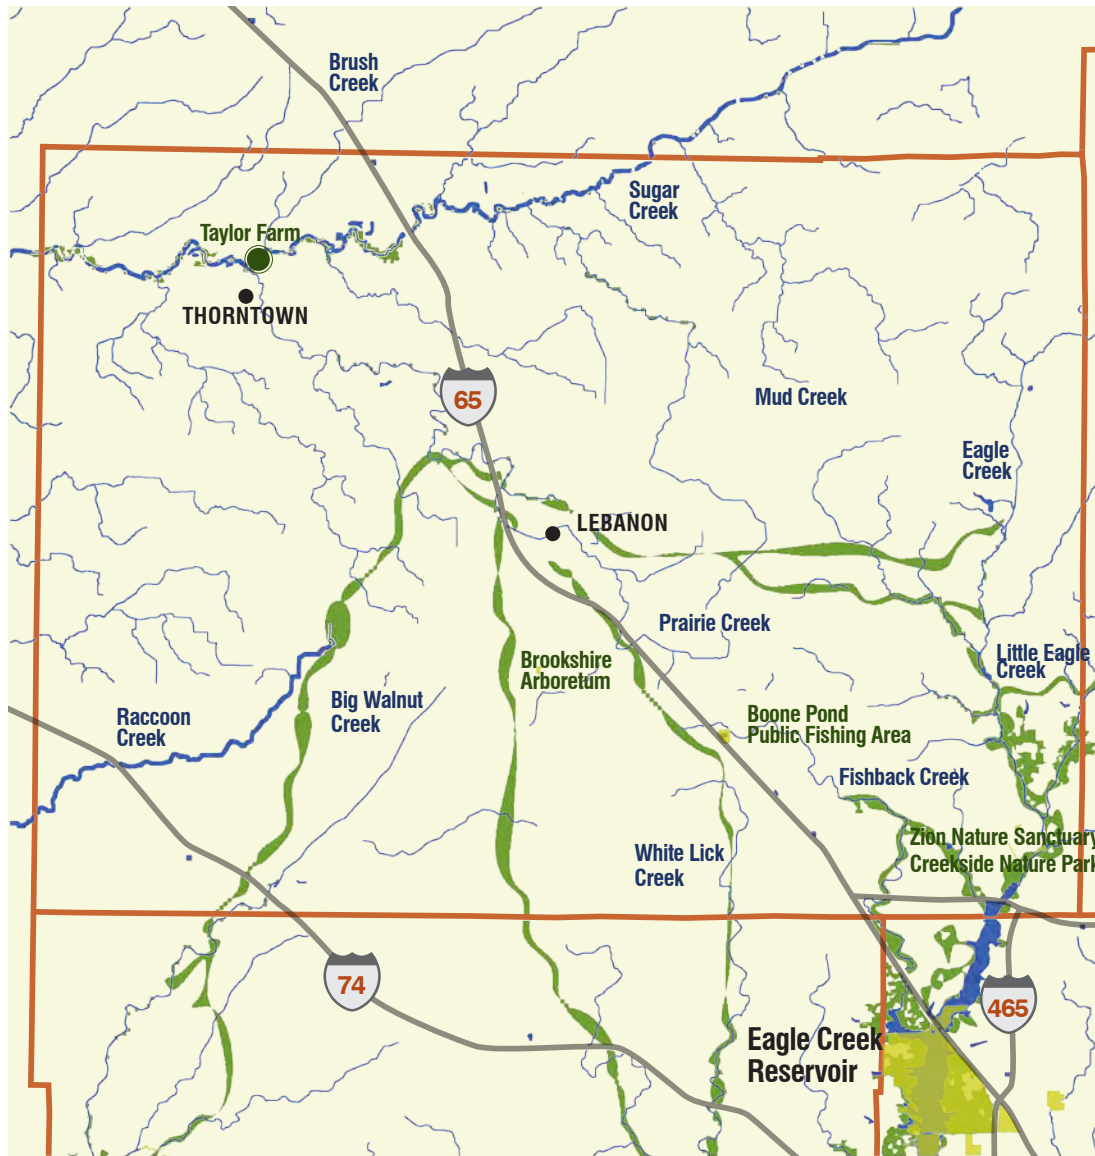 Brush
Creek
Sugar
Creek
Taylor Farm
THORNTOWN
65
Mud Creek
Eagle
Creek
LEBANON
Prairie Creek
Brookshire
Arboretum
Little Eagle
Creek
Big Walnut
Creek
Raccoon
Creek
Boone Pond
Public Fishing Area
Fishback Creek
Zion Nature Sanctuary
Creekside Nature Park
White Lick
Creek
74
465
Eagle Creek
Reservoir